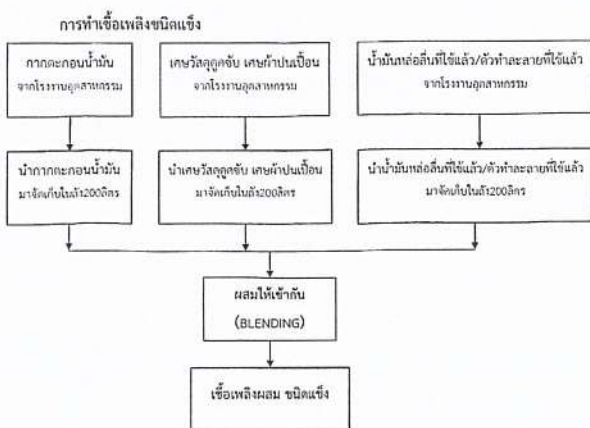 การทำเชื้อเพลิงชนิดแข็ง
กากตะกอนน้ำมัน
จากโรงงานอุตสาหกรรม
เศษวัสดุดูดซับ เศษผ้าปนเปื้อน
จากโรงงานอุตสาหกรรม
น้ำมันหล่อลื่นที่ใช้แล้ว/ตัวทำละลายที่ใช้แล้ว
จากโรงงานอุตสาหกรรม
นำกากตะกอนน้ำมัน
มาจัดเก็บในถัง200ลิตร
นำเศษวัสดุดูดซับ เศษผ้าปนเปื้อน
มาจัดเก็บในถัง200ลิตร
นำน้ำมันหล่อลื่นที่ใช้แล้ว/ตัวทำละลายที่ใช้แล้ว
มาจัดเก็บในถัง200ลิตร
ผสมให้เข้ากัน
(BLENDING)
เชื้อเพลิงผสม ชนิดแข็ง